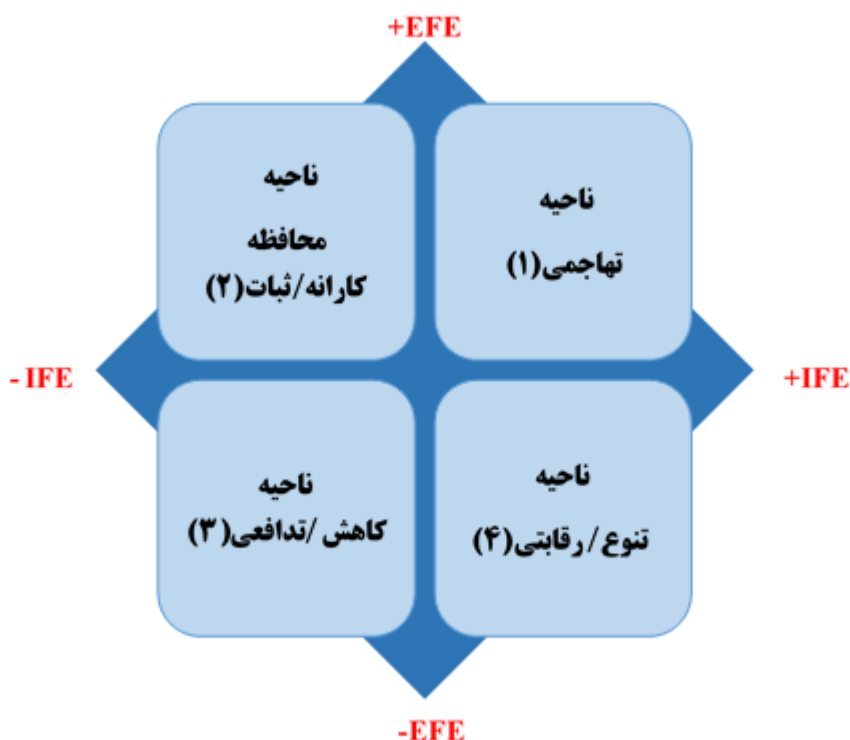 +EFE
ناحیه
تهاجمی(۱)
ناحیه
محافظه
کارانه/ثبات(۲)
- IFE
+IFE
ناحیه
تنوع/رقابتی(۴)
ناحیه
کاهش/تدافعی(۳)
-EFE